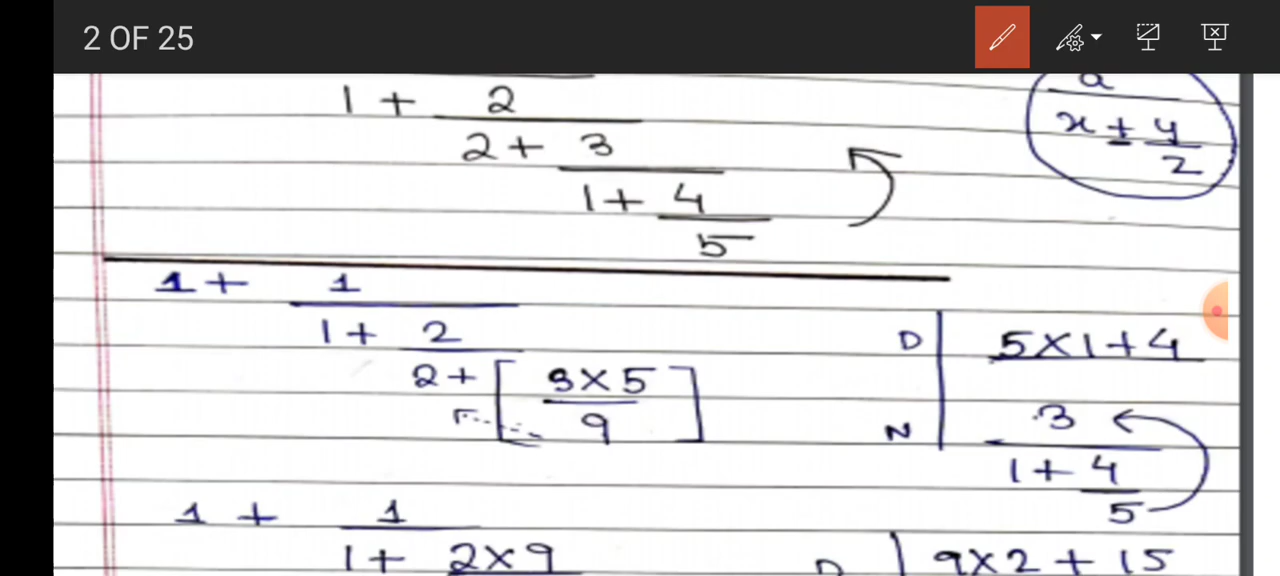 2 OF 25
a
1 + 2
x ± y
2 + 3
z
1 + 4
5
1 + 1
1 + 2
D 5×1+4
2 + [ 3×5
9 ]
N 3
1 + 4
5
1 + 1
1 + 2×9
D 9×2 + 15